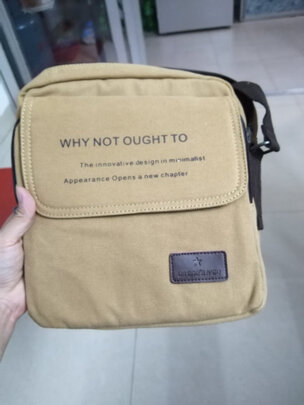 WHY NOT OUGHT TO
The innovative design in minimalist
Appearance Opens a new chapter